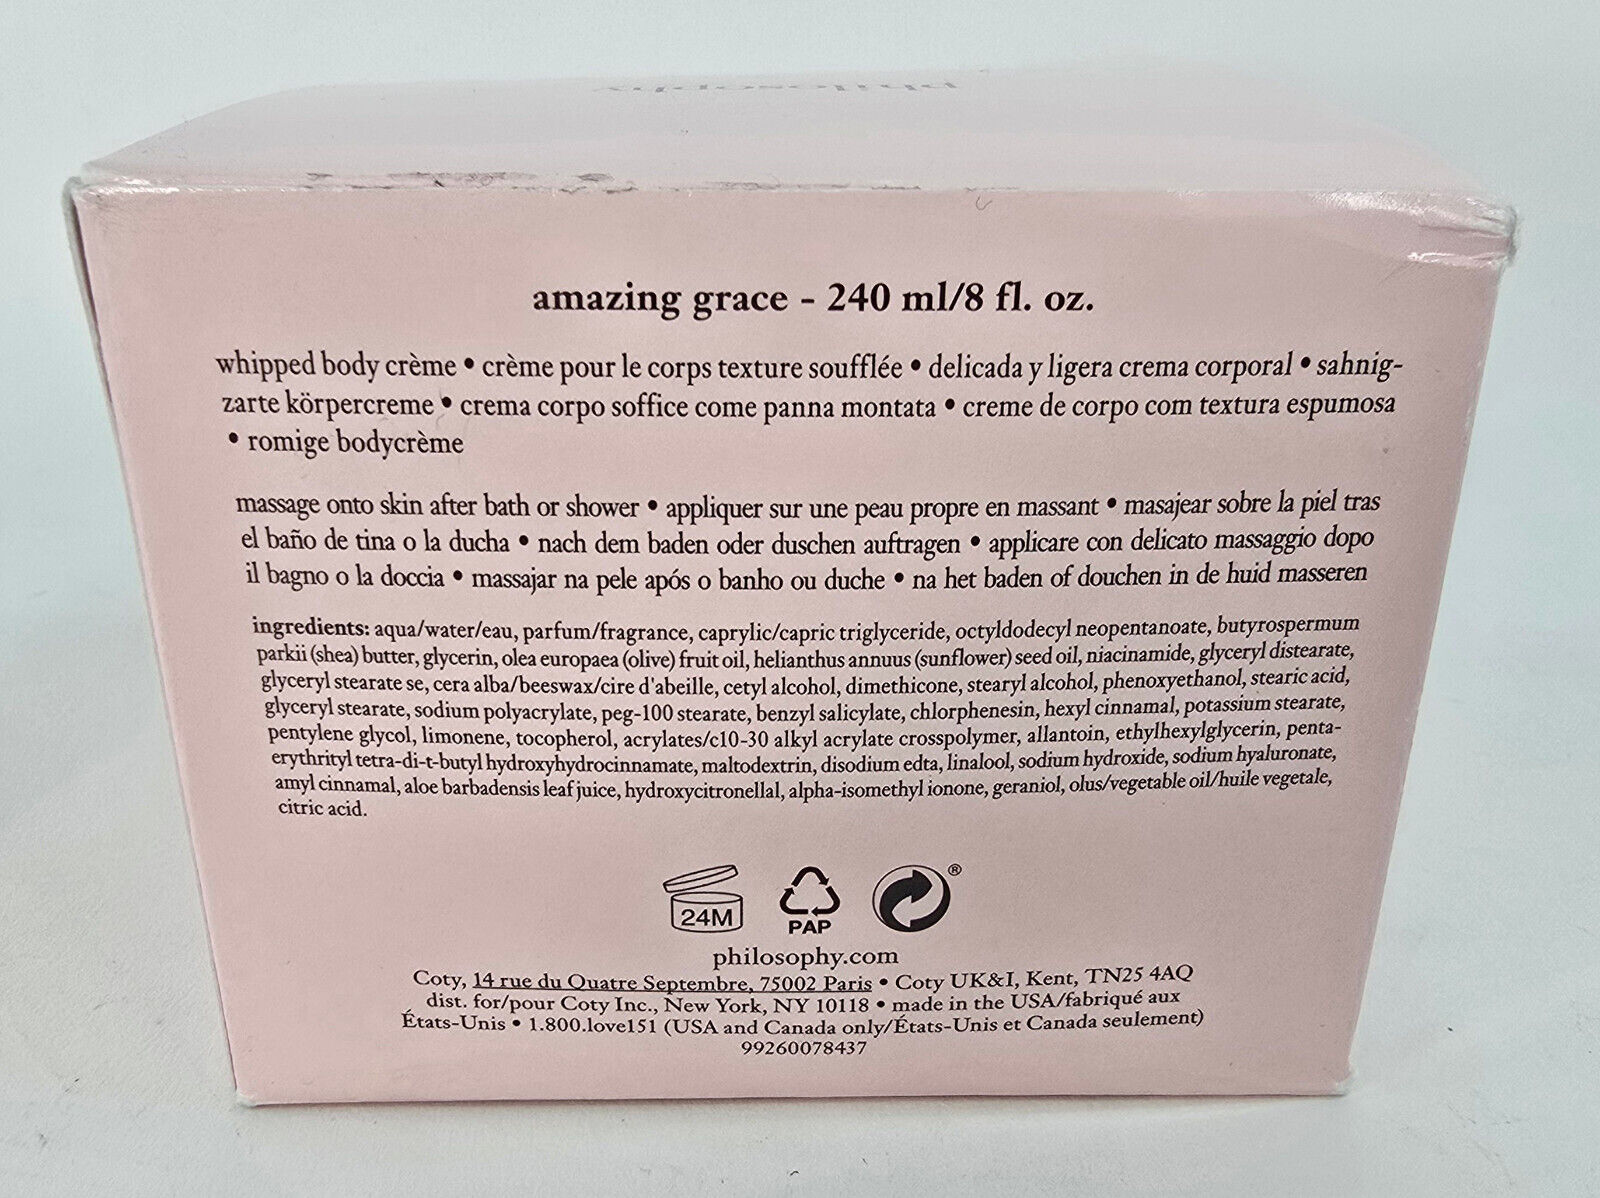 philosophy
amazing grace - 240 ml/8 fl. oz.
whipped body crème • crème pour le corps texture soufflée • delicada y ligera crema corporal • sahnig-
zarte körpercreme • crema corpo soffice come panna montata • creme de corpo com textura espumosa
• romige bodycrème
massage onto skin after bath or shower • appliquer sur une peau propre en massant • masajear sobre la piel tras
el baño de tina o la ducha • nach dem baden oder duschen auftragen • applicare con delicato massaggio dopo
il bagno o la doccia • massajar na pele após o banho ou duche • na het baden of douchen in de huid masseren
ingredients: aqua/water/eau, parfum/fragrance, caprylic/capric triglyceride, octyldodecyl neopentanoate, butyrospermum
parkii (shea) butter, glycerin, olea europaea (olive) fruit oil, helianthus annuus (sunflower) seed oil, niacinamide, glyceryl distearate,
glyceryl stearate se, cera alba/beeswax/cire d'abeille, cetyl alcohol, dimethicone, stearyl alcohol, phenoxyethanol, stearic acid,
glyceryl stearate, sodium polyacrylate, peg-100 stearate, benzyl salicylate, chlorphenesin, hexyl cinnamal, potassium stearate,
pentylene glycol, limonene, tocopherol, acrylates/c10-30 alkyl acrylate crosspolymer, allantoin, ethylhexylglycerin, penta-
erythrityl tetra-di-t-butyl hydroxyhydrocinnamate, maltodextrin, disodium edta, linalool, sodium hydroxide, sodium hyaluronate,
amyl cinnamal, aloe barbadensis leaf juice, hydroxycitronellal, alpha-isomethyl ionone, geraniol, olus/vegetable oil/huile vegetale,
citric acid.
24M
PAP
®
philosophy.com
Coty, 14 rue du Quatre Septembre, 75002 Paris • Coty UK&I, Kent, TN25 4AQ
dist. for/pour Coty Inc., New York, NY 10118 • made in the USA/fabriqué aux
États-Unis • 1.800.love151 (USA and Canada only/États-Unis et Canada seulement)
99260078437